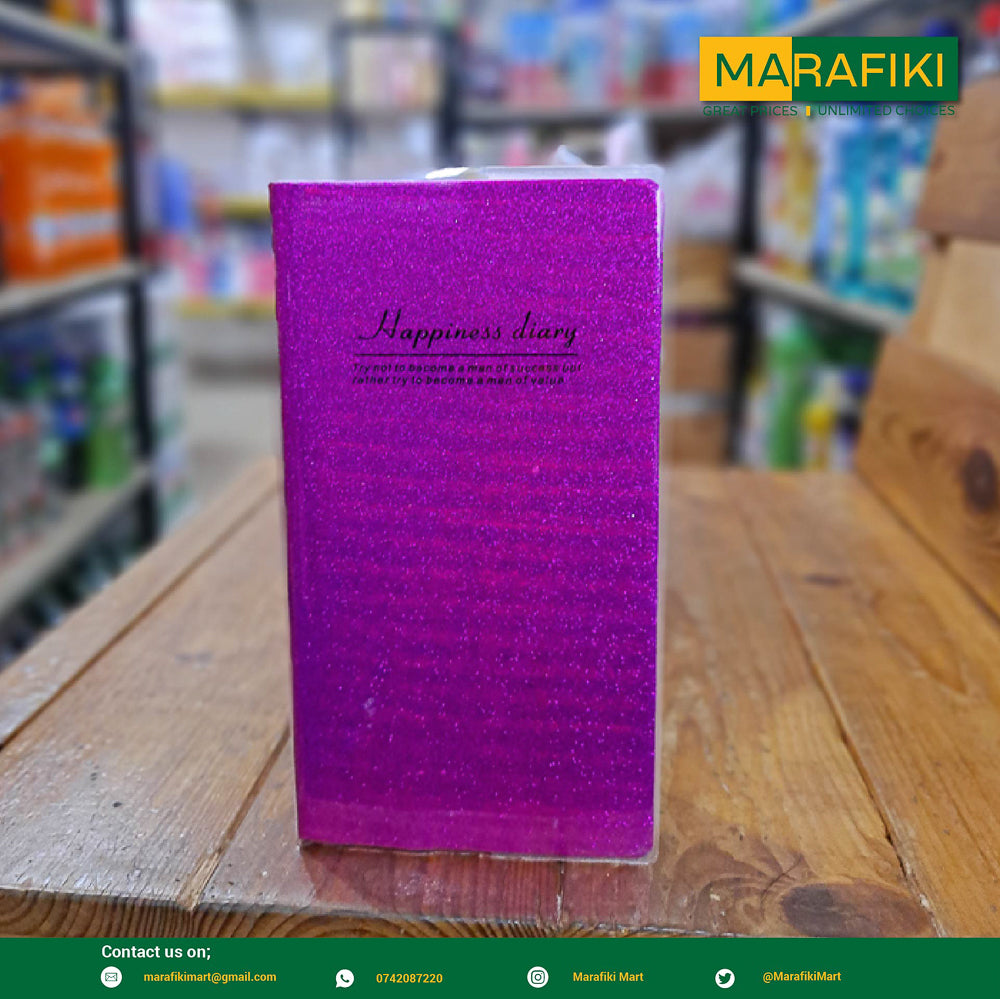 MARAFIKI
GREAT PRICES UNLIMITED CHOICES
Happiness diary
Try not to become a man of success but
rather try to become a man of value
Contact us on;
marafikimart@gmail.com
0742087220
Marafiki Mart
@MarafikiMart